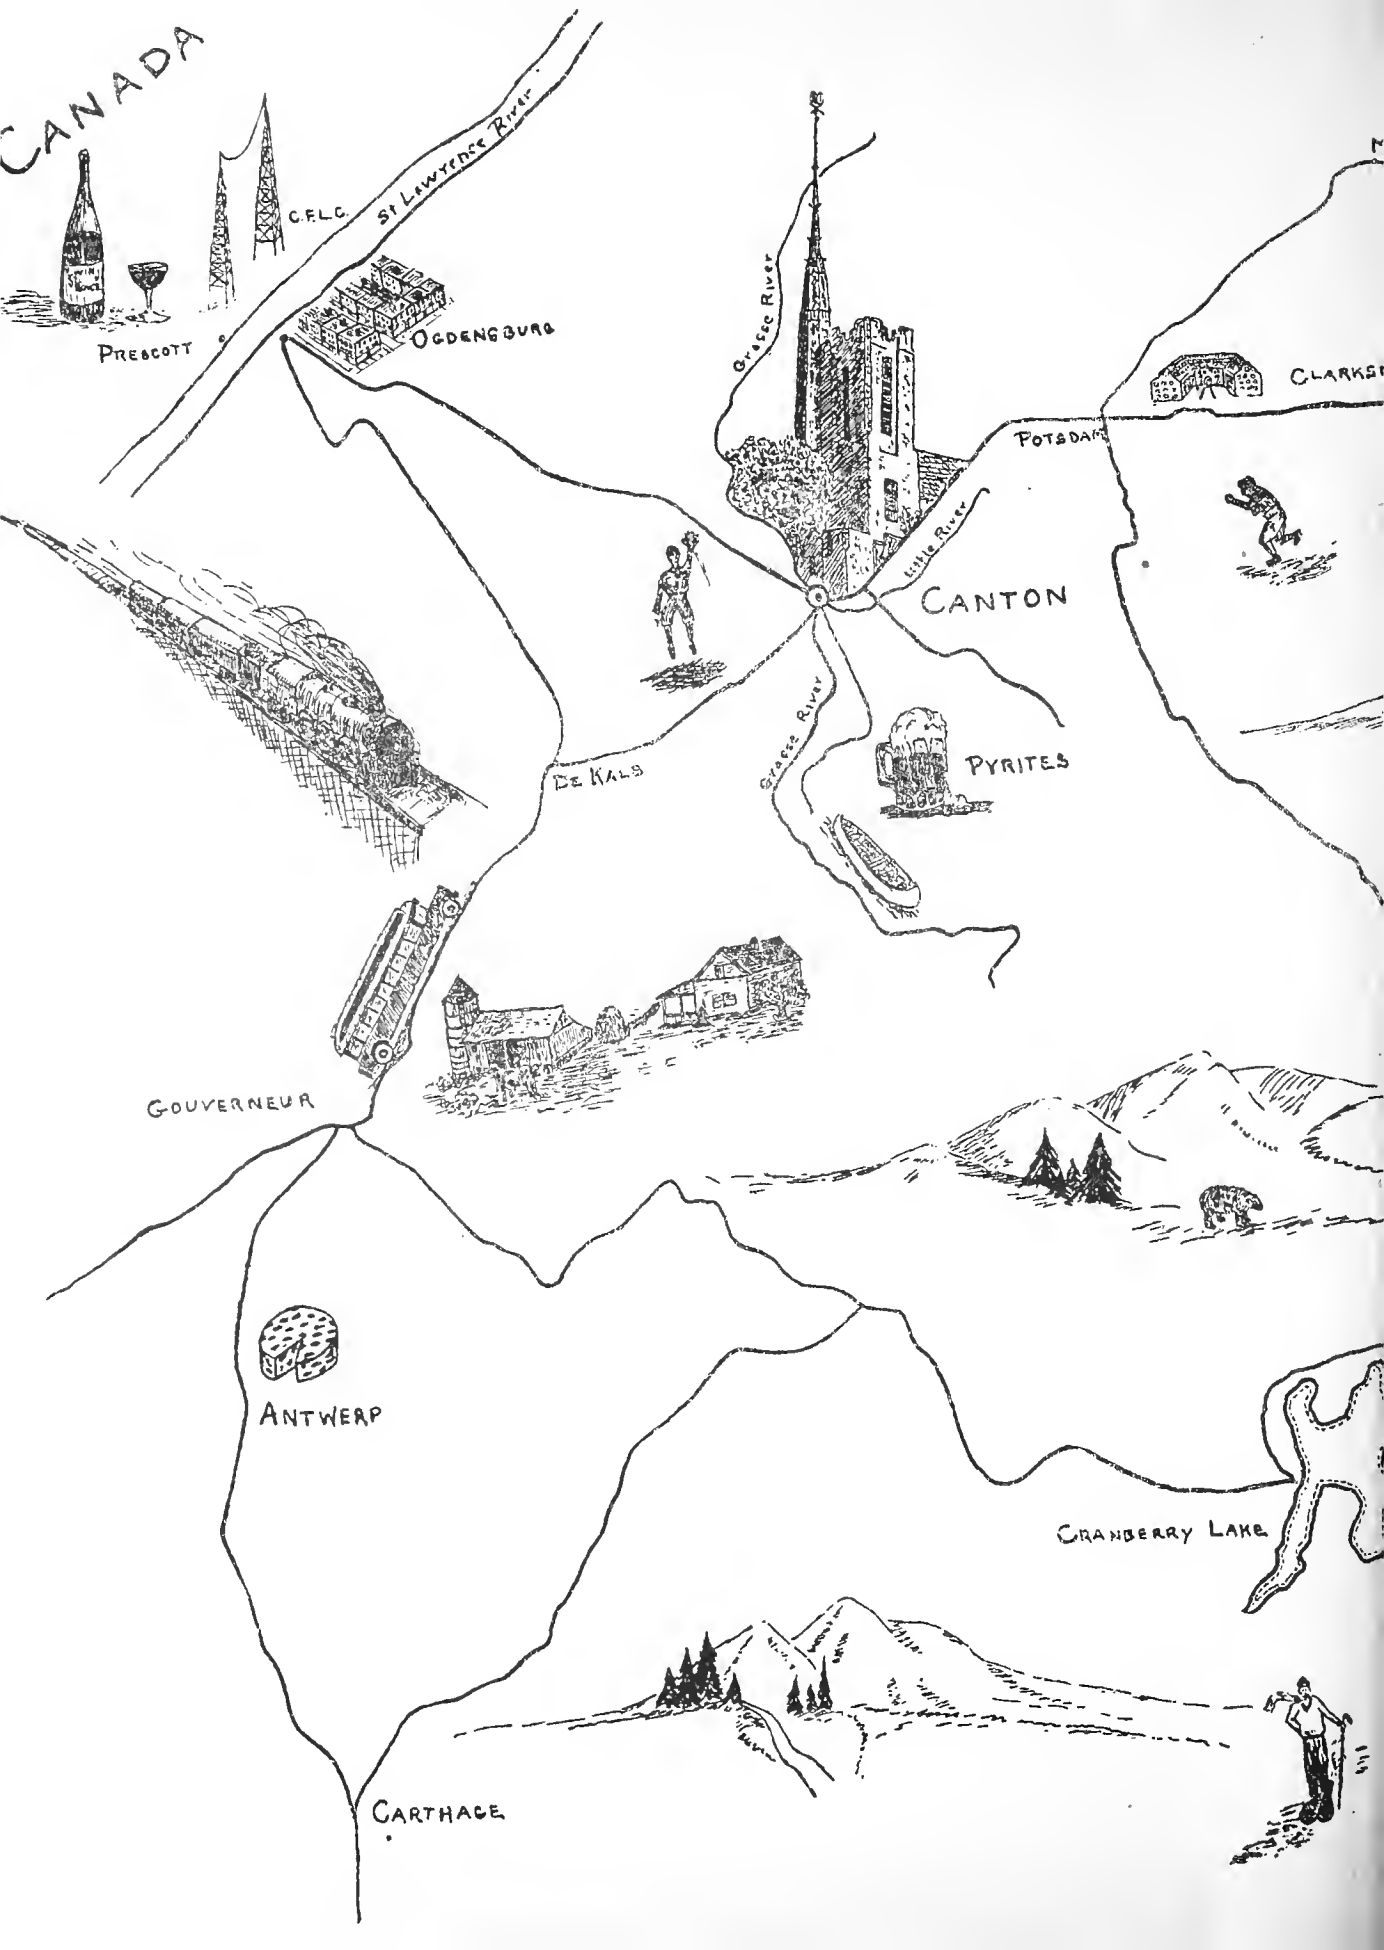 CANADA
St Lawrence River
C.F.L.C.
PRESCOTT
OGDENSBURG
Grasse River
CLARKS
POTSDAM
Little River
CANTON
Grasse River
PYRITES
DE KALB
GOUVERNEUR
ANTWERP
CRANBERRY LAKE
CARTHAGE